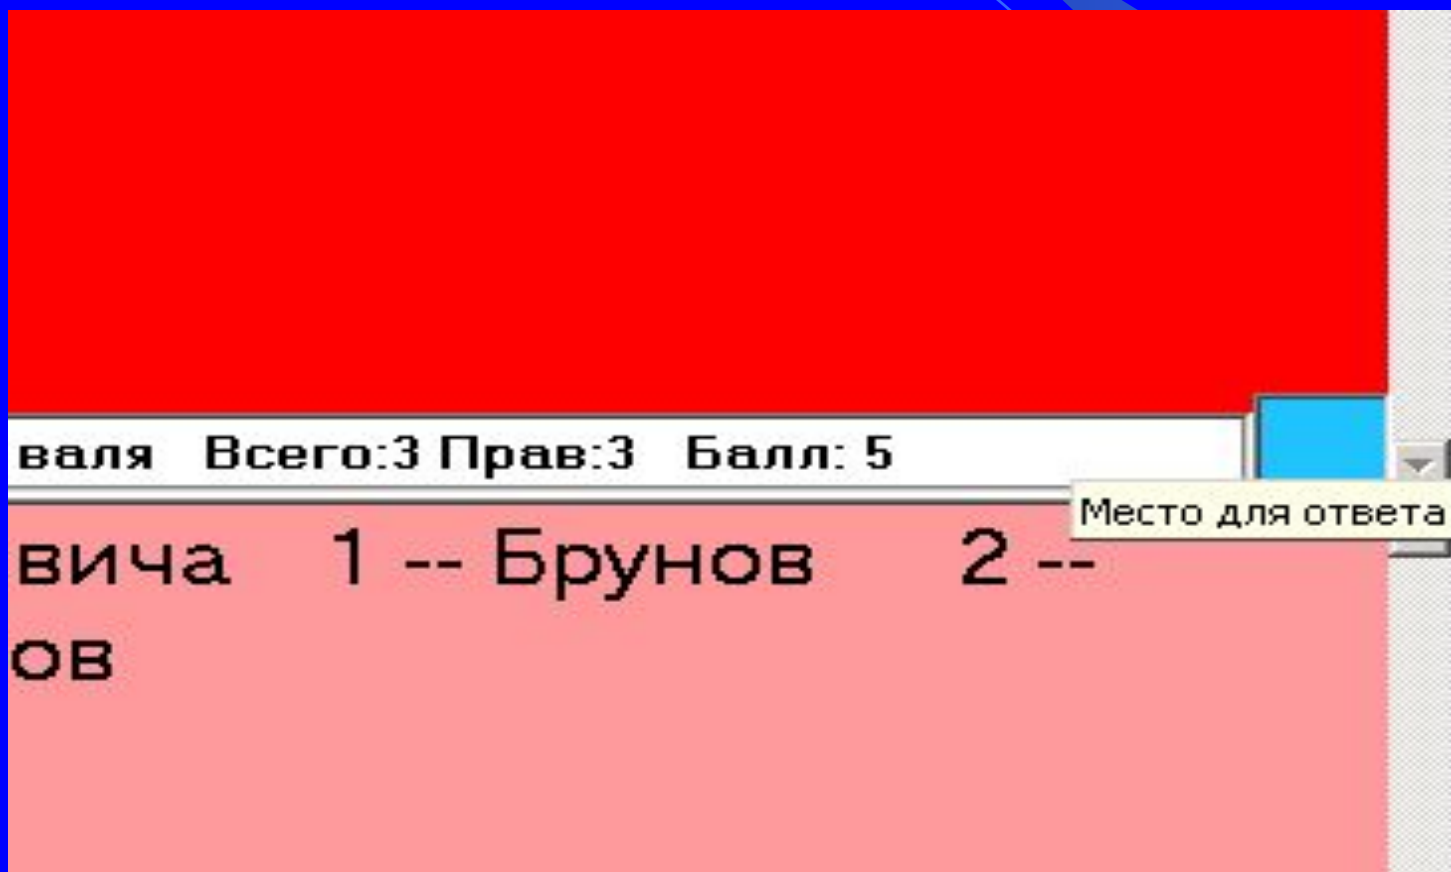 валя Всего:3 Прав:3 Балл: 5
Место для ответа
вича 1 -- Брунов 2 --
ов